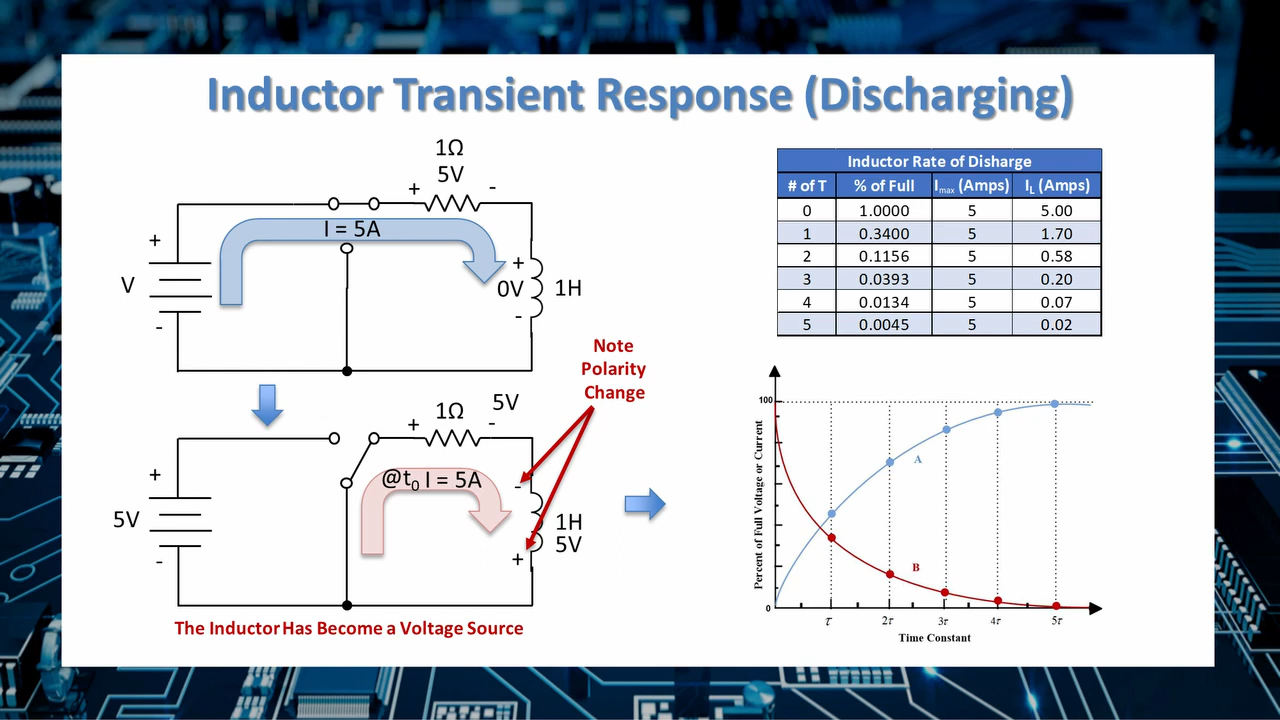 Inductor Transient Response (Discharging)
1Ω
5V
+ -
I = 5A
+
V
-
+
0V
-
1H
Note
Polarity
Change
5V
1Ω
+ -
@t₀ I = 5A
+
5V
-
-
1H
5V
+
The Inductor Has Become a Voltage Source
Inductor Rate of Disharge
# of T % of Full Imax (Amps) IL (Amps)
0 1.0000 5 5.00
1 0.3400 5 1.70
2 0.1156 5 0.58
3 0.0393 5 0.20
4 0.0134 5 0.07
5 0.0045 5 0.02
Percent of Full Voltage or Current
100
A
B
0
τ 2τ 3τ 4τ 5τ
Time Constant